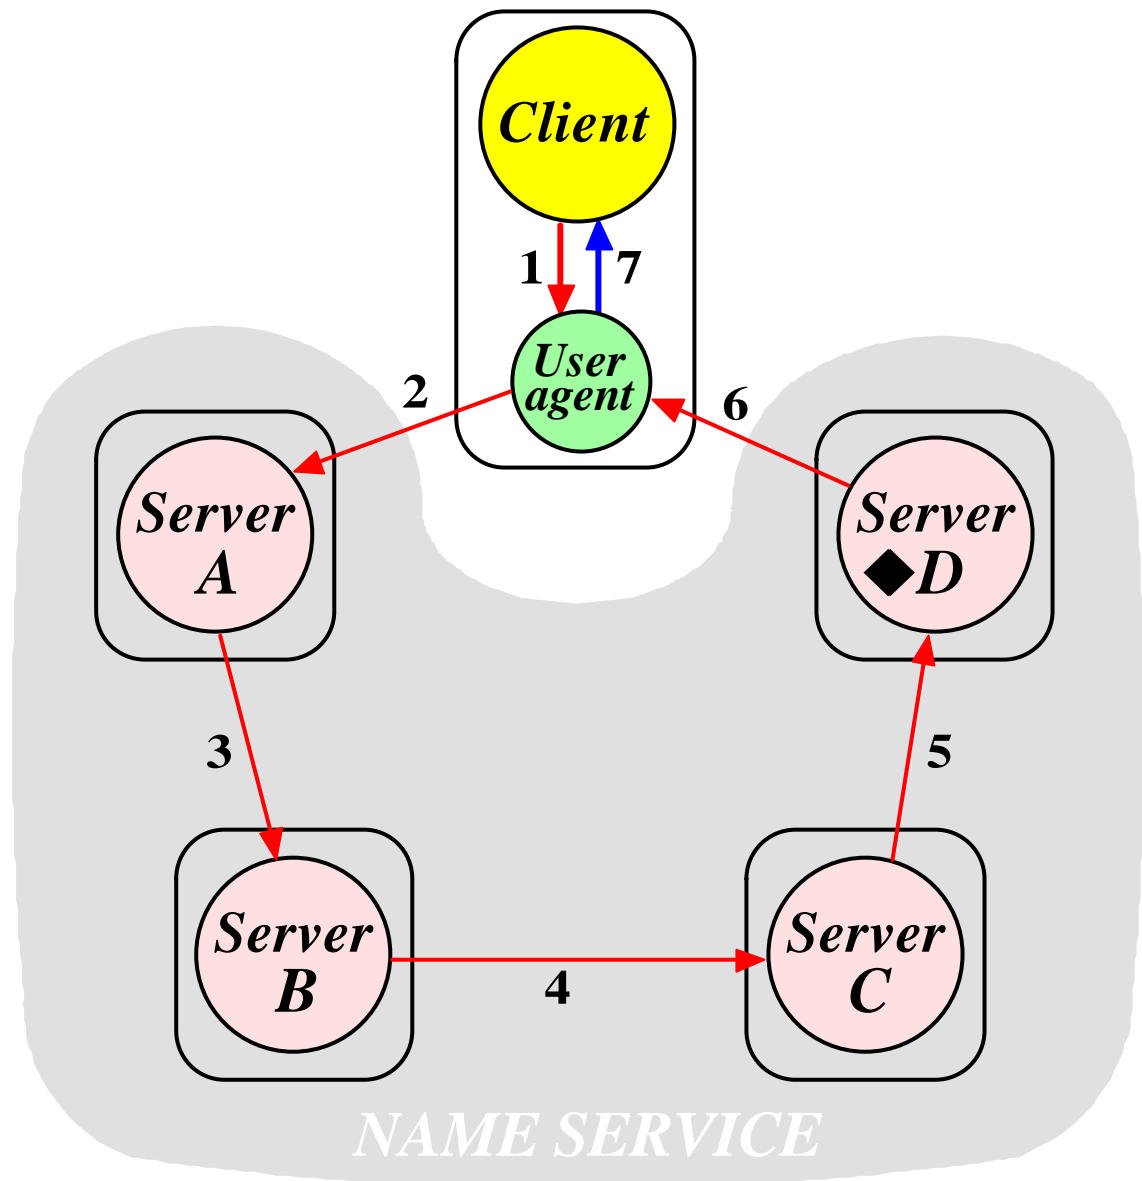 Client
1
7
User
agent
2
6
Server
A
Server
◆D
3
5
Server
B
4
Server
C
NAME SERVICE